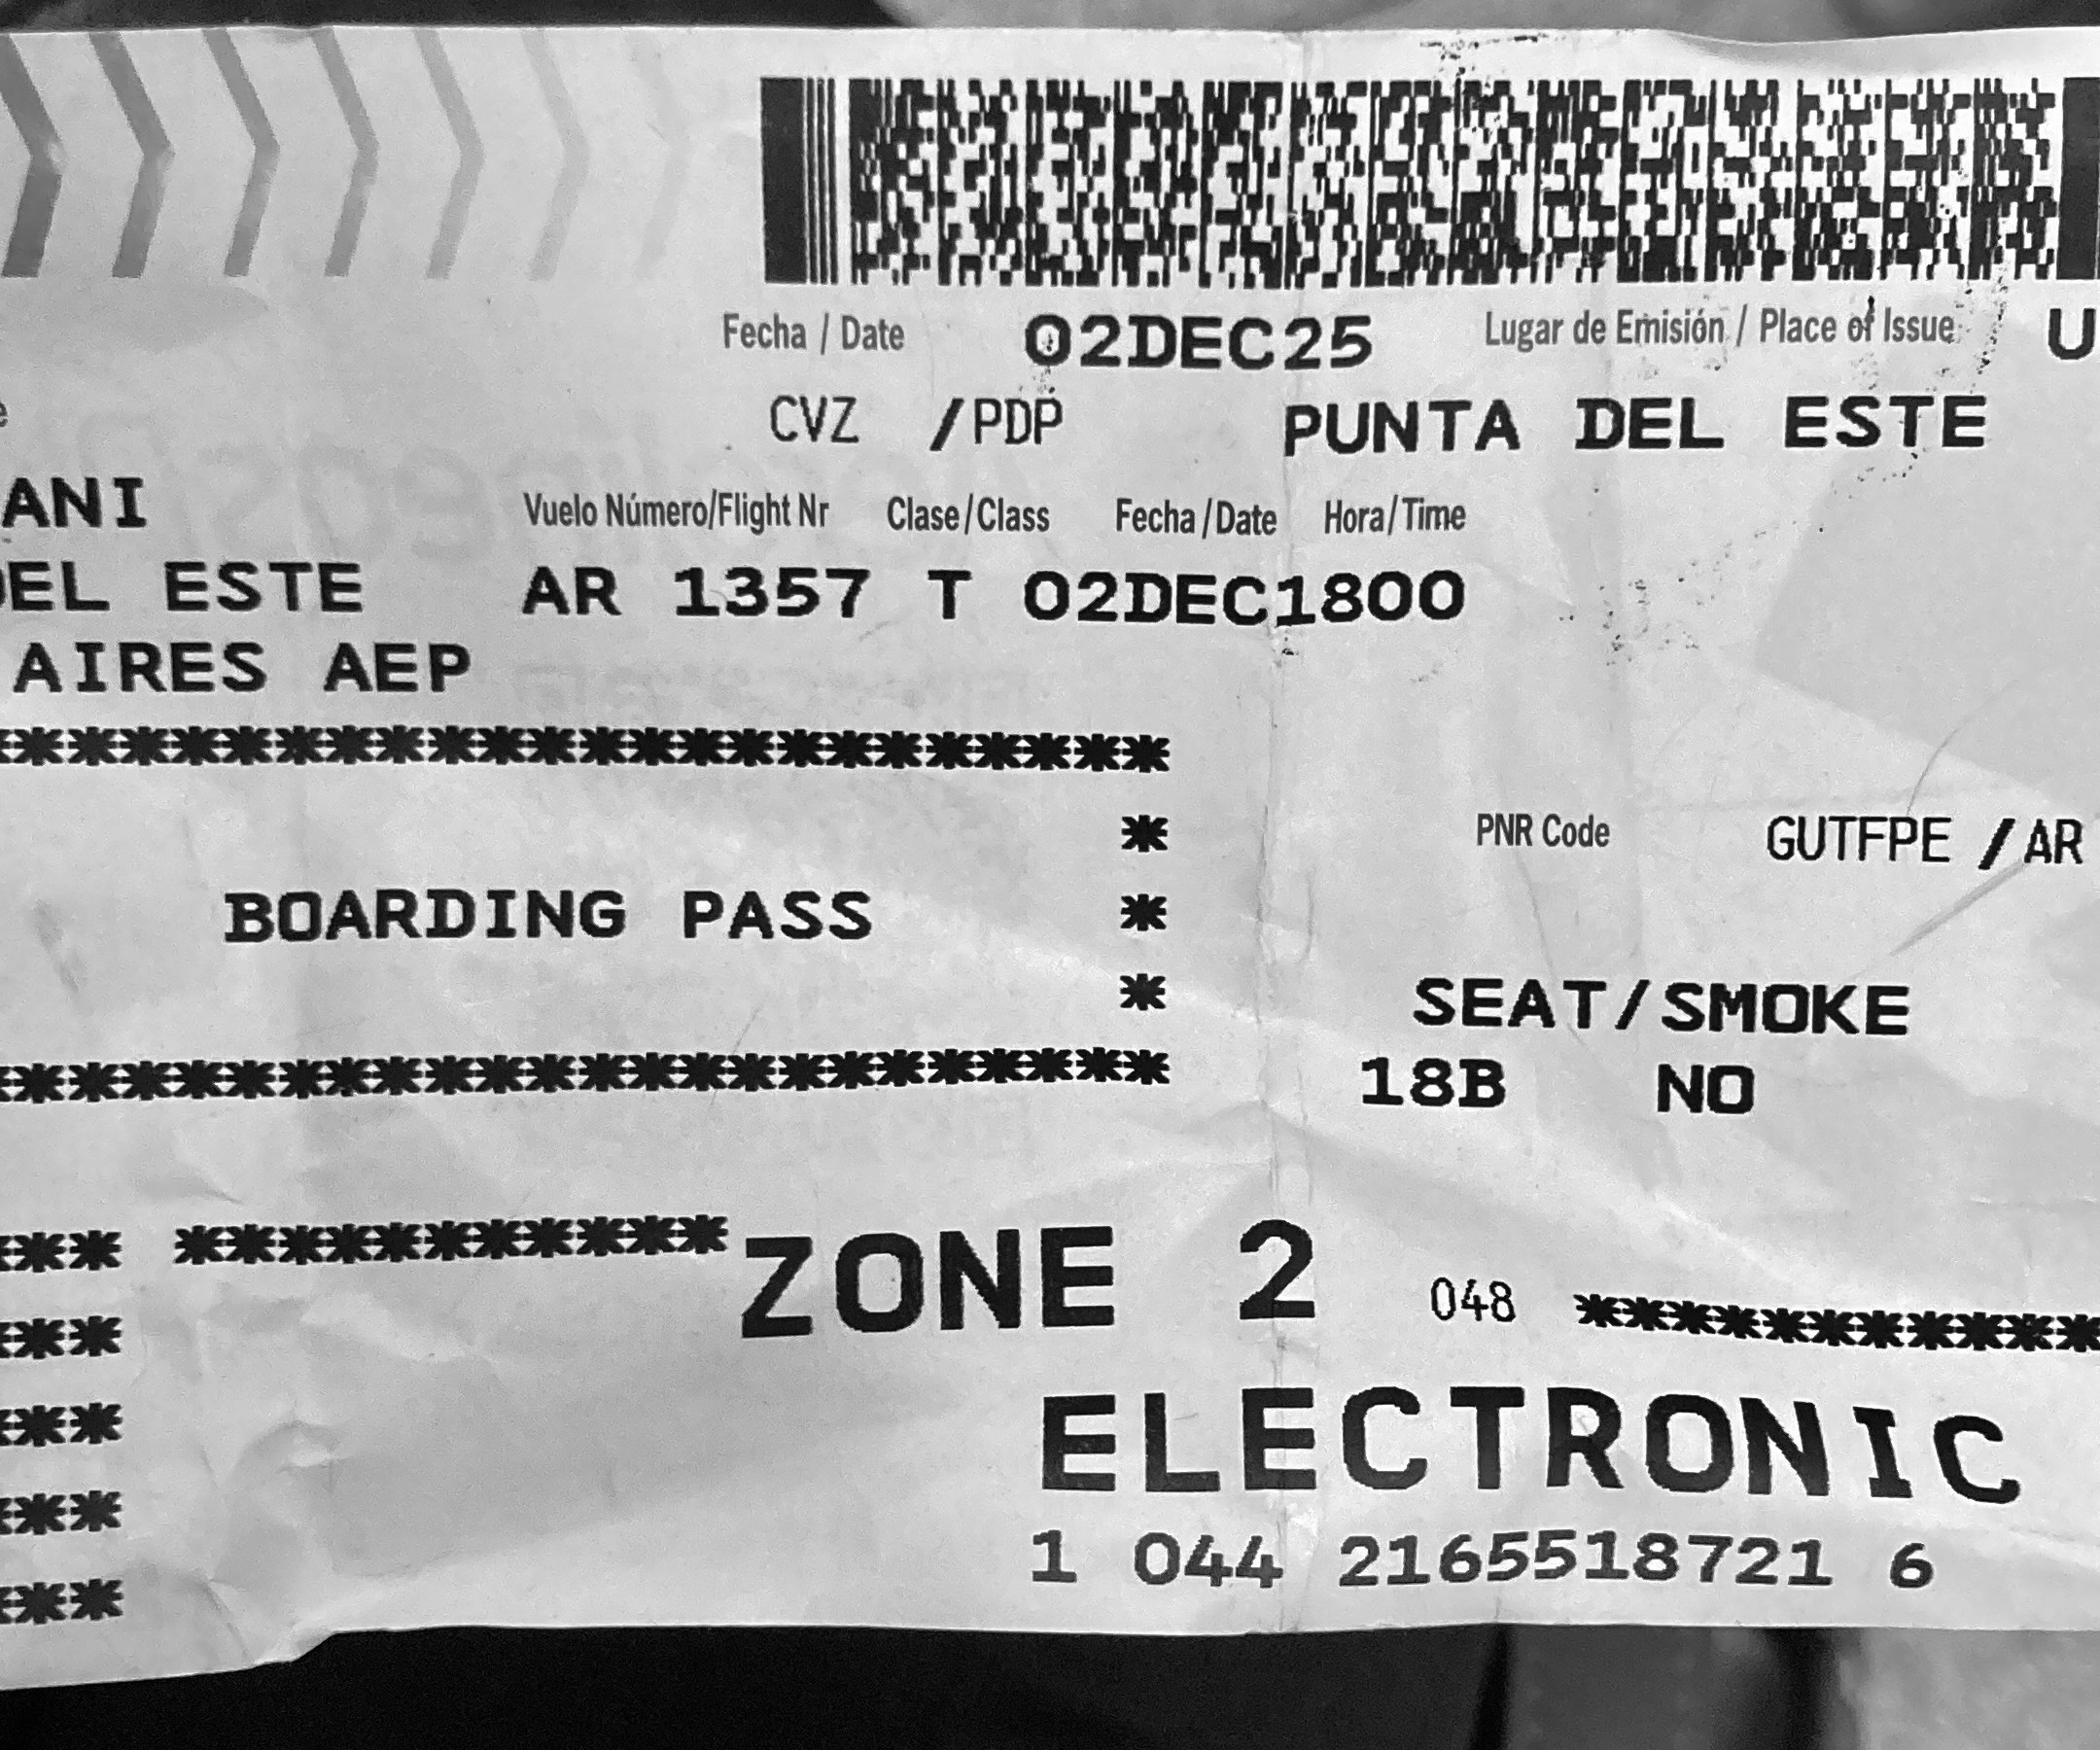 Fecha / Date 02DEC25 Lugar de Emisión / Place of Issue U
CVZ /PDP PUNTA DEL ESTE
ANI Vuelo Número/Flight Nr Clase/Class Fecha/Date Hora/Time
DEL ESTE AR 1357 T 02DEC1800
AIRES AEP
************************
*
PNR Code GUTFPE /AR
BOARDING PASS *
* SEAT/SMOKE
************************ 18B NO
*** *********** ZONE 2 048 ***********
***
*** ELECTRONIC
*** 1 044 2165518721 6
***